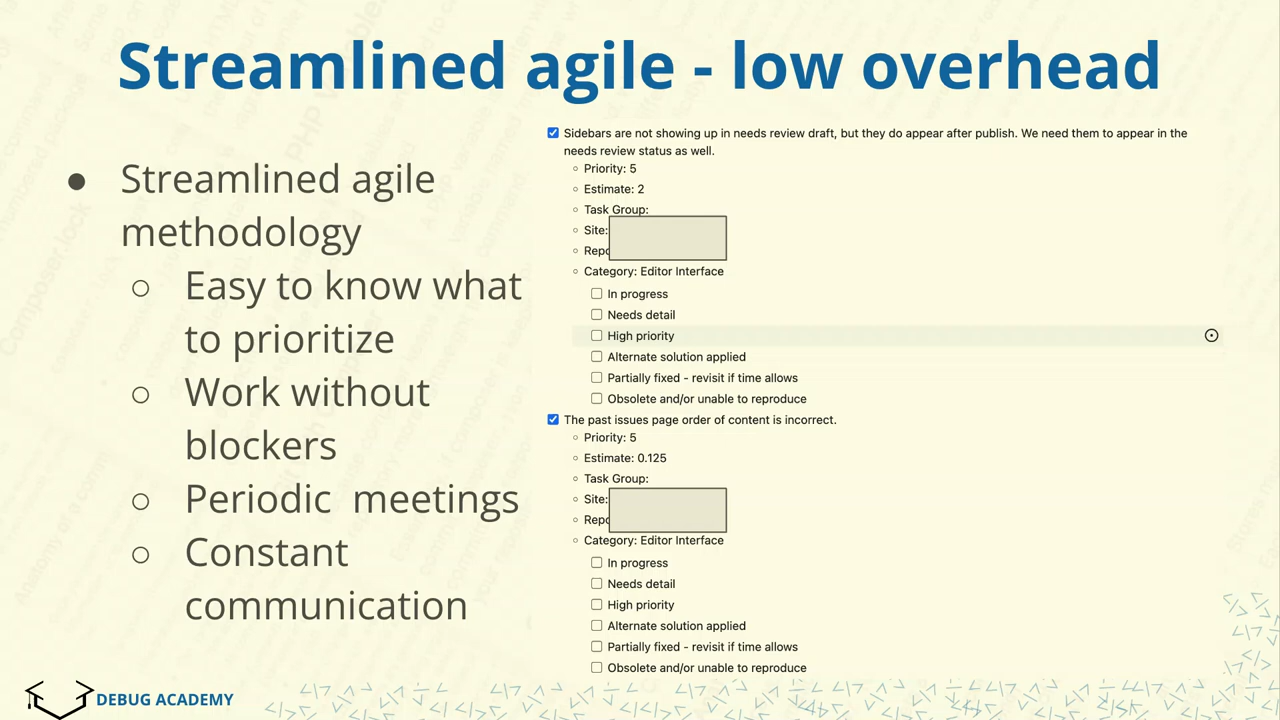 Streamlined agile - low overhead
● Streamlined agile
methodology
○ Easy to know what
to prioritize
○ Work without
blockers
○ Periodic meetings
○ Constant
communication
Sidebars are not showing up in needs review draft, but they do appear after publish. We need them to appear in the
needs review status as well.
Priority: 5
Estimate: 2
Task Group:
Site:
Category: Editor Interface
In progress
Needs detail
High priority
Alternate solution applied
Partially fixed - revisit if time allows
Obsolete and/or unable to reproduce
The past issues page order of content is incorrect.
Priority: 5
Estimate: 0.125
Task Group:
Site:
Category: Editor Interface
In progress
Needs detail
High priority
Alternate solution applied
Partially fixed - revisit if time allows
Obsolete and/or unable to reproduce
DEBUG ACADEMY